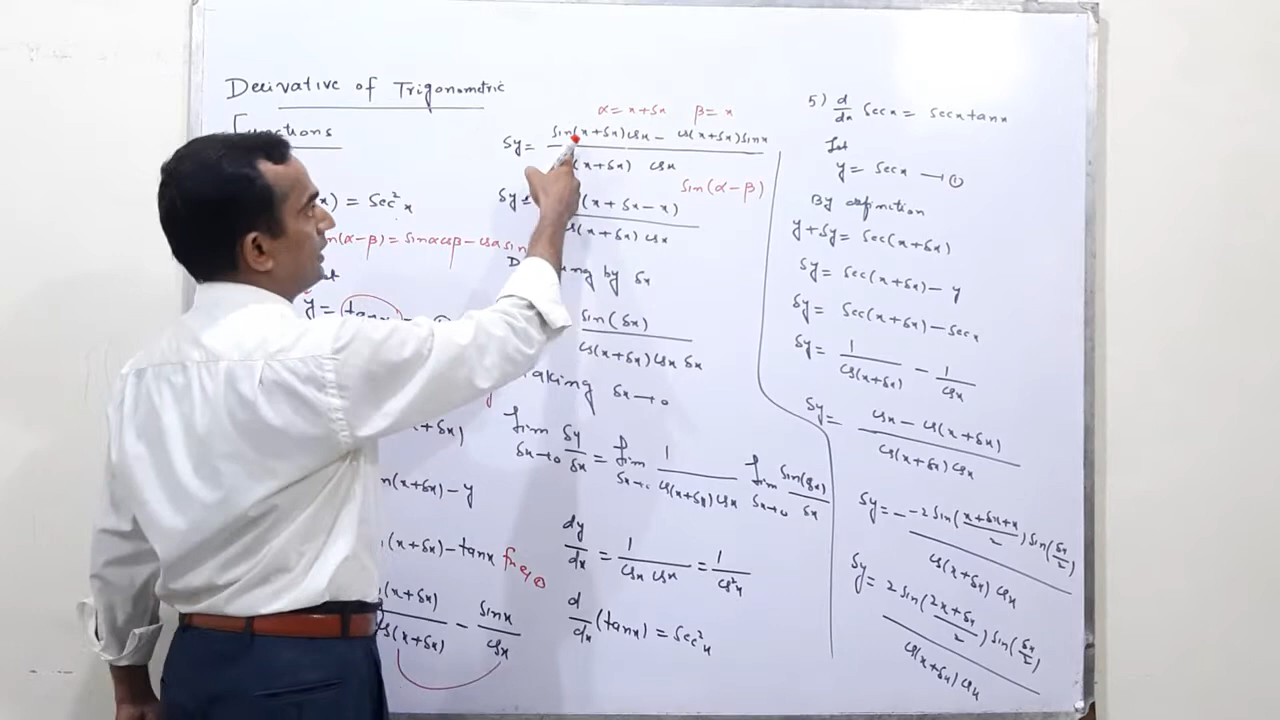 Derivative of Trigonometric
Functions
x) = Sec²x
Sin(α-β) = Sinα cosβ - cosα sin
y = tanx
+ δx)
n(x+δx) - y
(x+δx) - tanx from ①
(x+δx) / cos(x+δx) - Sinx / cosx
α = x+δx β = x
δy = Sin(x+δx)cosx - cos(x+δx)Sinx / (x+δx) cosx
Sin(α-β)
δy = (x + δx - x) / cos(x+δx) cosx
by δx
Sin(δx) / cos(x+δx) cosx δx
Taking δx→0
Lim δx→0 δy/δx = Lim δx→0 1 / cos(x+δx) cosx Lim δx→0 Sin(δx) / δx
dy/dx = 1 / cosx cosx = 1 / cos²x
d/dx (tanx) = Sec²x
5) d/dx Secx = Secx tanx
Let
y = Secx → ①
By definition
y + δy = Sec(x+δx)
δy = Sec(x+δx) - y
δy = Sec(x+δx) - Secx
δy = 1 / cos(x+δx) - 1 / cosx
δy = cosx - cos(x+δx) / cos(x+δx) cosx
δy = - -2 Sin(x+δx+x / 2) Sin(δx/2) / cos(x+δx) cosx
δy = 2 Sin(2x+δx / 2) Sin(δx/2) / cos(x+δx) cosx